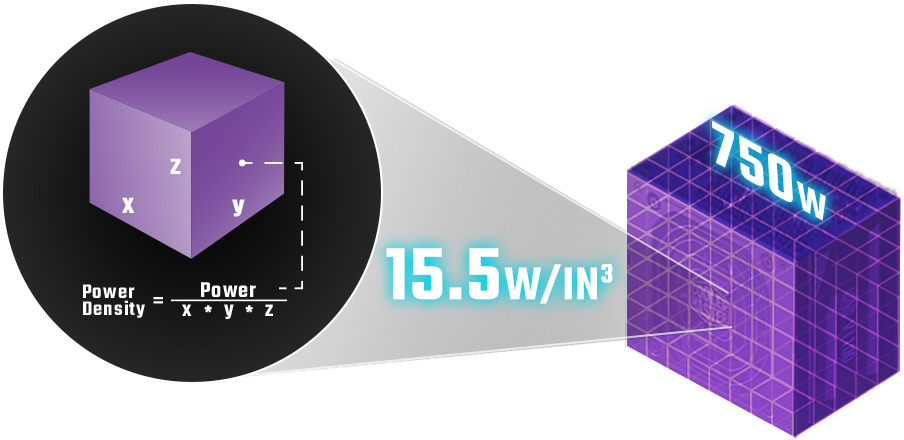 z
x
y
Power
Density = Power
x * y * z
15.5W/IN³
750W